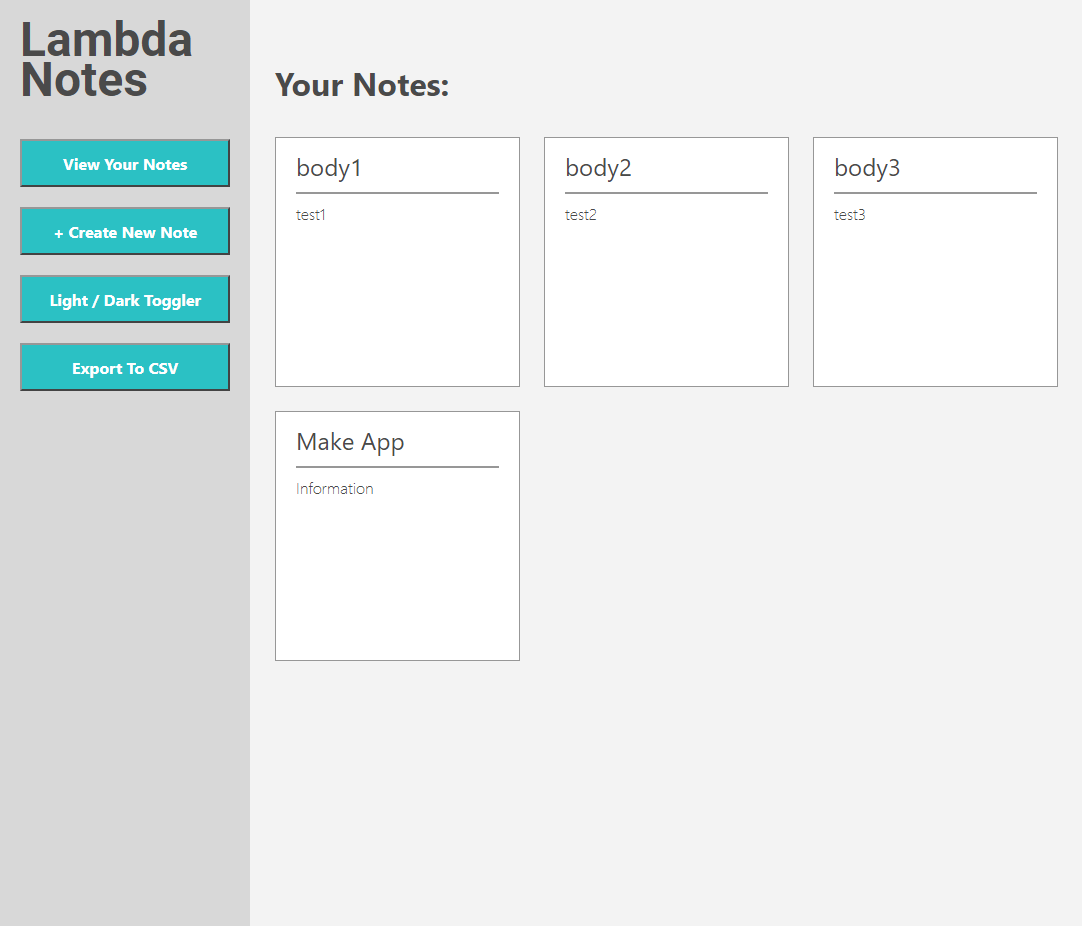 Lambda
Notes
View Your Notes
+ Create New Note
Light / Dark Toggler
Export To CSV
Your Notes:
body1
test1
body2
test2
body3
test3
Make App
Information